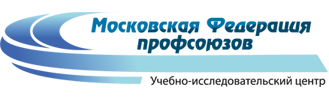 Московская Федерация
профсоюзов
Учебно-исследовательский центр